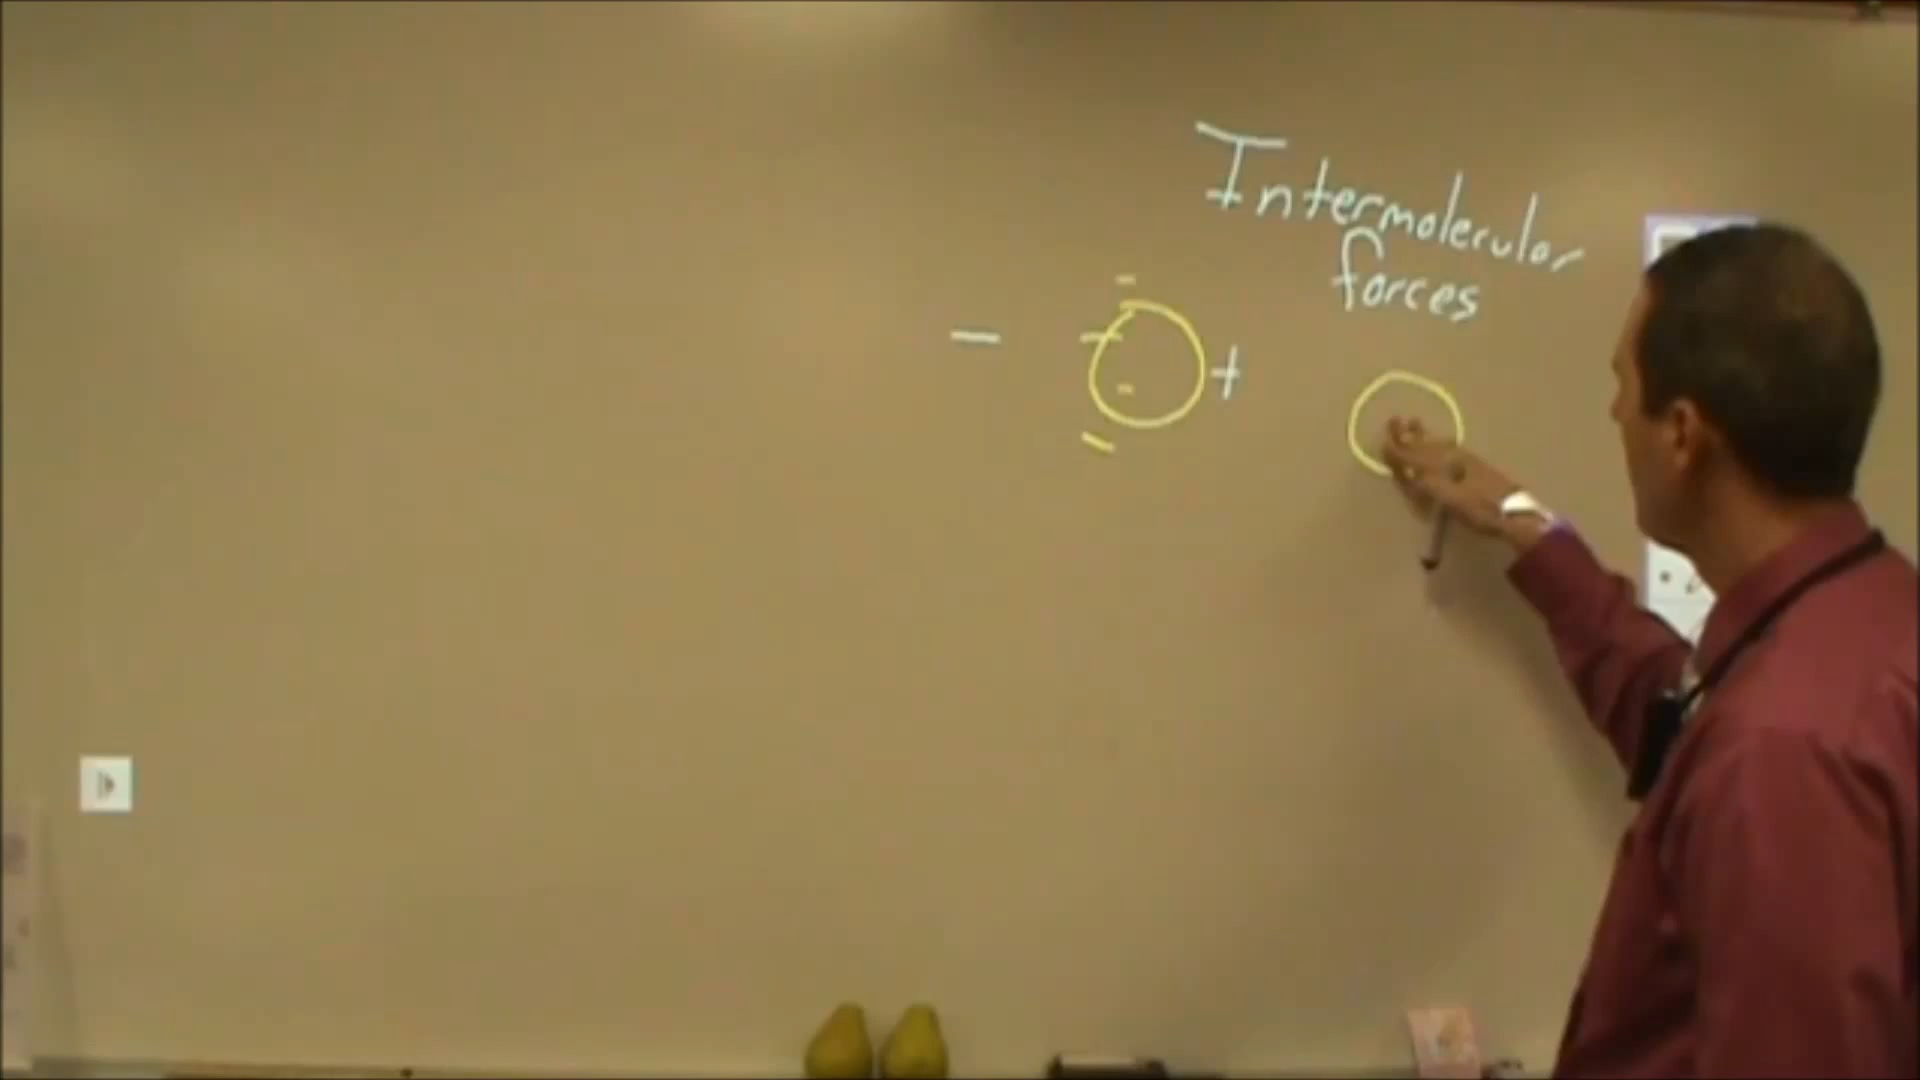 Intermolecular
forces
-
- - +
-
-